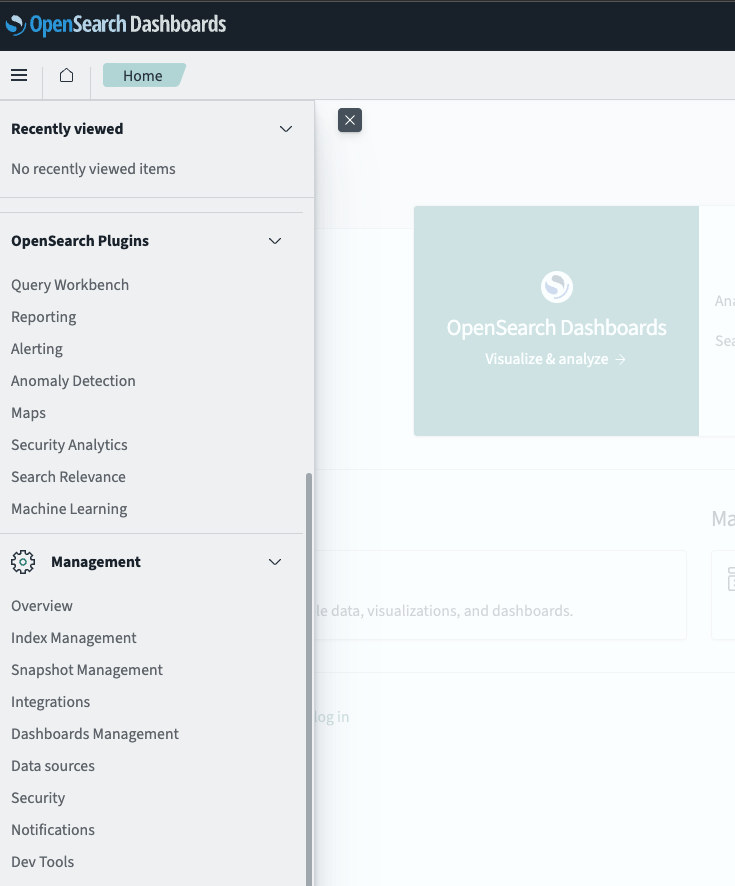 OpenSearch Dashboards
Home
Recently viewed
No recently viewed items
OpenSearch Plugins
Query Workbench
Reporting
Alerting
Anomaly Detection
Maps
Security Analytics
Search Relevance
Machine Learning
Management
Overview
Index Management
Snapshot Management
Integrations
Dashboards Management
Data sources
Security
Notifications
Dev Tools
OpenSearch Dashboards
Visualize & analyze →
Ana
Sea
Ma
le data, visualizations, and dashboards.
log in